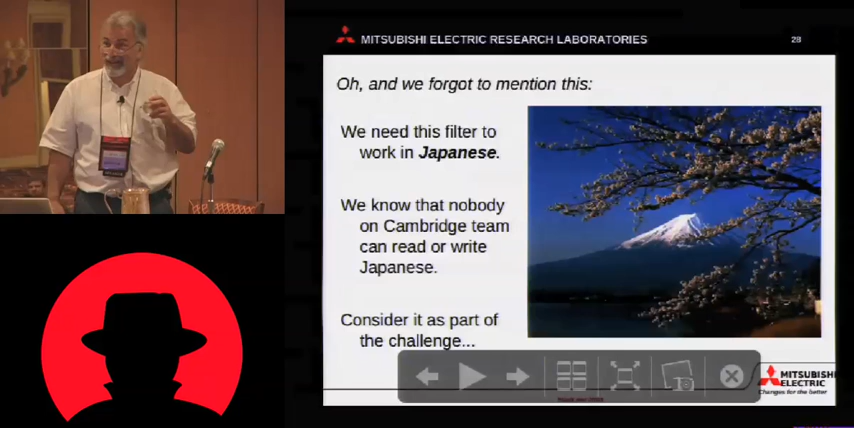 MITSUBISHI ELECTRIC RESEARCH LABORATORIES
28
Oh, and we forgot to mention this:
We need this filter to
work in Japanese.
We know that nobody
on Cambridge team
can read or write
Japanese.
Consider it as part of
the challenge...
MITSUBISHI
ELECTRIC
Changes for the better